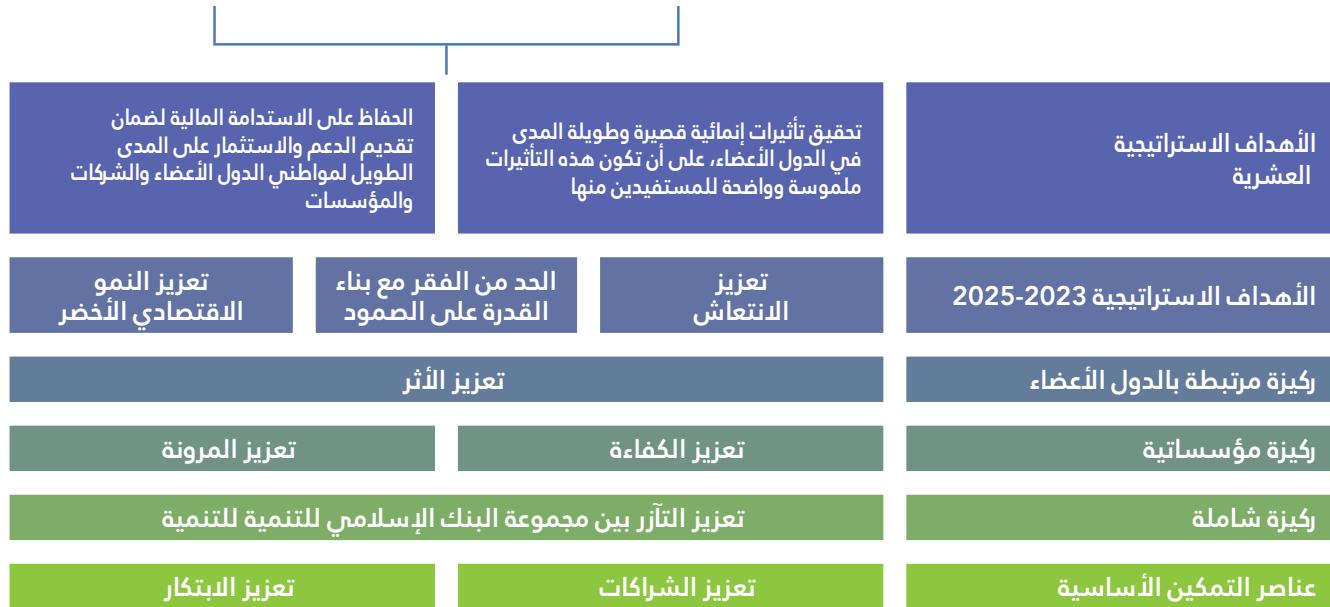 الأهداف الاستراتيجية
العشرية
تحقيق تأثيرات إنمائية قصيرة وطويلة المدى
في الدول الأعضاء، على أن تكون هذه التأثيرات
ملموسة وواضحة للمستفيدين منها
الحفاظ على الاستدامة المالية لضمان
تقديم الدعم والاستثمار على المدى
الطويل لمواطني الدول الأعضاء والشركات
والمؤسسات
الأهداف الاستراتيجية 2023-2025
تعزيز
الانتعاش
الحد من الفقر مع بناء
القدرة على الصمود
تعزيز النمو
الاقتصادي الأخضر
ركيزة مرتبطة بالدول الأعضاء
تعزيز الأثر
ركيزة مؤسساتية
تعزيز الكفاءة
تعزيز المرونة
ركيزة شاملة
تعزيز التآزر بين مجموعة البنك الإسلامي للتنمية للتنمية
عناصر التمكين الأساسية
تعزيز الشراكات
تعزيز الابتكار